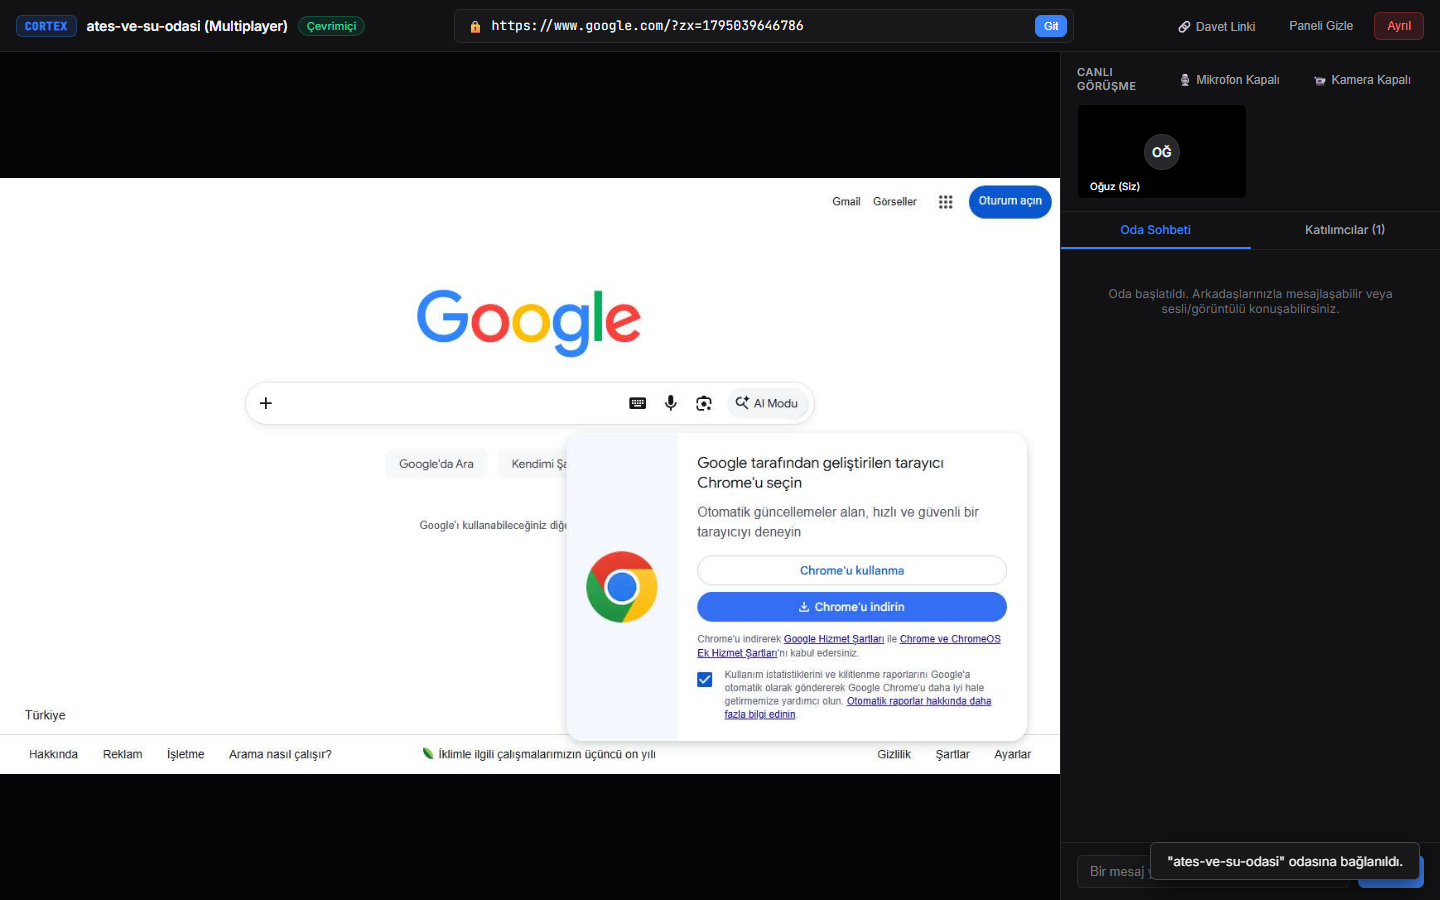 CORTEX ates-ve-su-odasi (Multiplayer) Çevrimiçi
https://www.google.com/?zx=1795039646786 Git
Davet Linki Paneli Gizle Ayrıl
CANLI GÖRÜŞME
Mikrofon Kapalı Kamera Kapalı
OĞ
Oğuz (Siz)
Oda Sohbeti Katılımcılar (1)
Oda başlatıldı. Arkadaşlarınızla mesajlaşabilir veya
sesli/görüntülü konuşabilirsiniz.
Gmail Görseller Oturum açın
Google
AI Modu
Google'da Ara Kendimi
Google'ı kullanabileceğiniz
Google tarafından geliştirilen tarayıcı
Chrome'u seçin
Otomatik güncellemeler alan, hızlı ve güvenli bir
tarayıcıyı deneyin
Chrome'u kullanma
Chrome'u indirin
Chrome'u indirerek Google Hizmet Şartları ile Chrome ve ChromeOS
Ek Hizmet Şartları'nı kabul edersiniz.
Kullanım istatistiklerini ve kilitlenme raporlarını Google'a
otomatik olarak göndererek Google Chrome'u daha iyi hale
getirmemize yardımcı olun. Otomatik raporlar hakkında daha
fazla bilgi edinin.
Türkiye
Hakkında Reklam İşletme Arama nasıl çalışır?
İklimle ilgili çalışmalarımızın üçüncü on yılı
Gizlilik Şartlar Ayarlar
Bir mesaj
"ates-ve-su-odasi" odasına bağlanıldı.